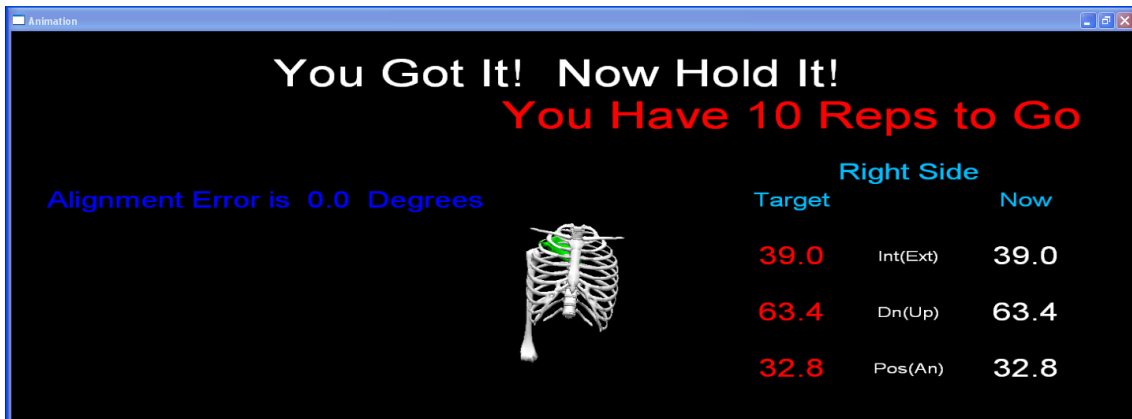 Animation
You Got It!  Now Hold It!
You Have 10 Reps to Go
Right Side
Alignment Error is  0.0  Degrees
Target Now
39.0 Int(Ext) 39.0
63.4 Dn(Up) 63.4
32.8 Pos(An) 32.8